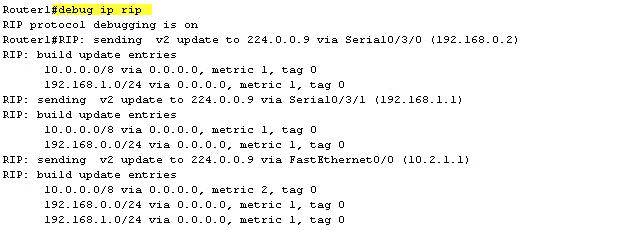 Router1#debug ip rip
RIP protocol debugging is on
Router1#RIP: sending  v2 update to 224.0.0.9 via Serial0/3/0 (192.168.0.2)
RIP: build update entries
      10.0.0.0/8 via 0.0.0.0, metric 1, tag 0
      192.168.1.0/24 via 0.0.0.0, metric 1, tag 0
RIP: sending  v2 update to 224.0.0.9 via Serial0/3/1 (192.168.1.1)
RIP: build update entries
      10.0.0.0/8 via 0.0.0.0, metric 1, tag 0
      192.168.0.0/24 via 0.0.0.0, metric 1, tag 0
RIP: sending  v2 update to 224.0.0.9 via FastEthernet0/0 (10.2.1.1)
RIP: build update entries
      10.0.0.0/8 via 0.0.0.0, metric 2, tag 0
      192.168.0.0/24 via 0.0.0.0, metric 1, tag 0
      192.168.1.0/24 via 0.0.0.0, metric 1, tag 0